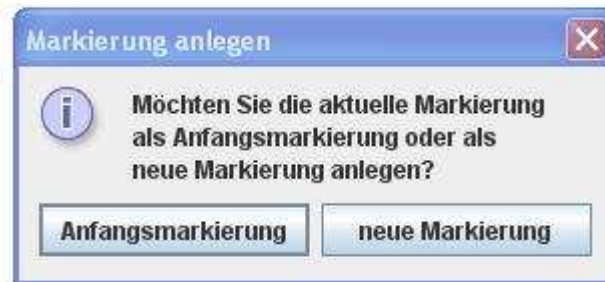 Markierung anlegen
Möchten Sie die aktuelle Markierung
als Anfangsmarkierung oder als
neue Markierung anlegen?
Anfangsmarkierung neue Markierung